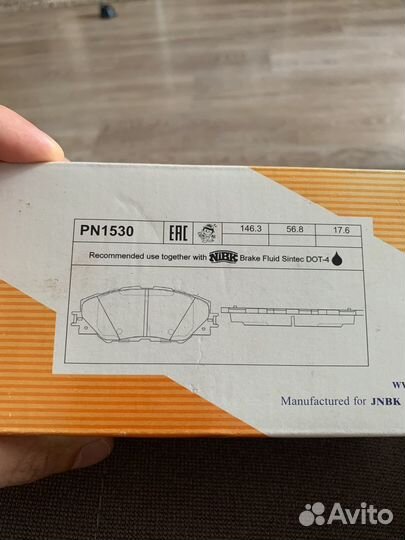 PN1530 EAC 146.3 56.8 17.6
Recommended use together with NiBK Brake Fluid Sintec DOT-4
ww
Manufactured for JNBK
Avito